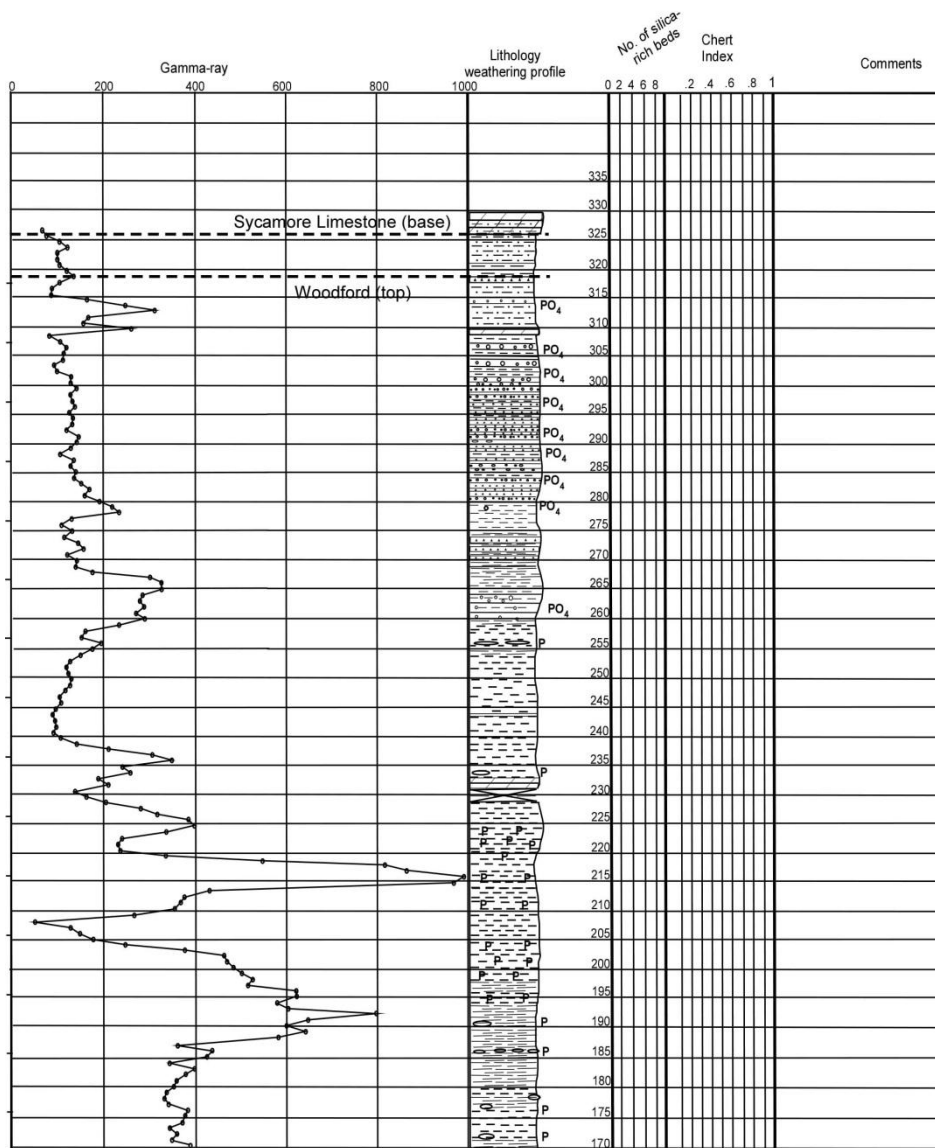 Gamma-ray
Lithology
weathering profile
No. of silica-
rich beds
Chert
Index
Comments
0 200 400 600 800 1000
0 2 4 6 8
.2 .4 .6 .8 1
335
330
Sycamore Limestone (base)
325
320
Woodford (top)
315
PO4
310
305
PO4
PO4
300
PO4
295
PO4
290
PO4
285
PO4
280
PO4
275
270
265
PO4
260
P
255
250
245
240
235
P
230
225
P P
P P P
220
P
P P
215
P P
210
205
P P
P P
200
P P
P P
195
P
190
P
185
180
P
175
P
170